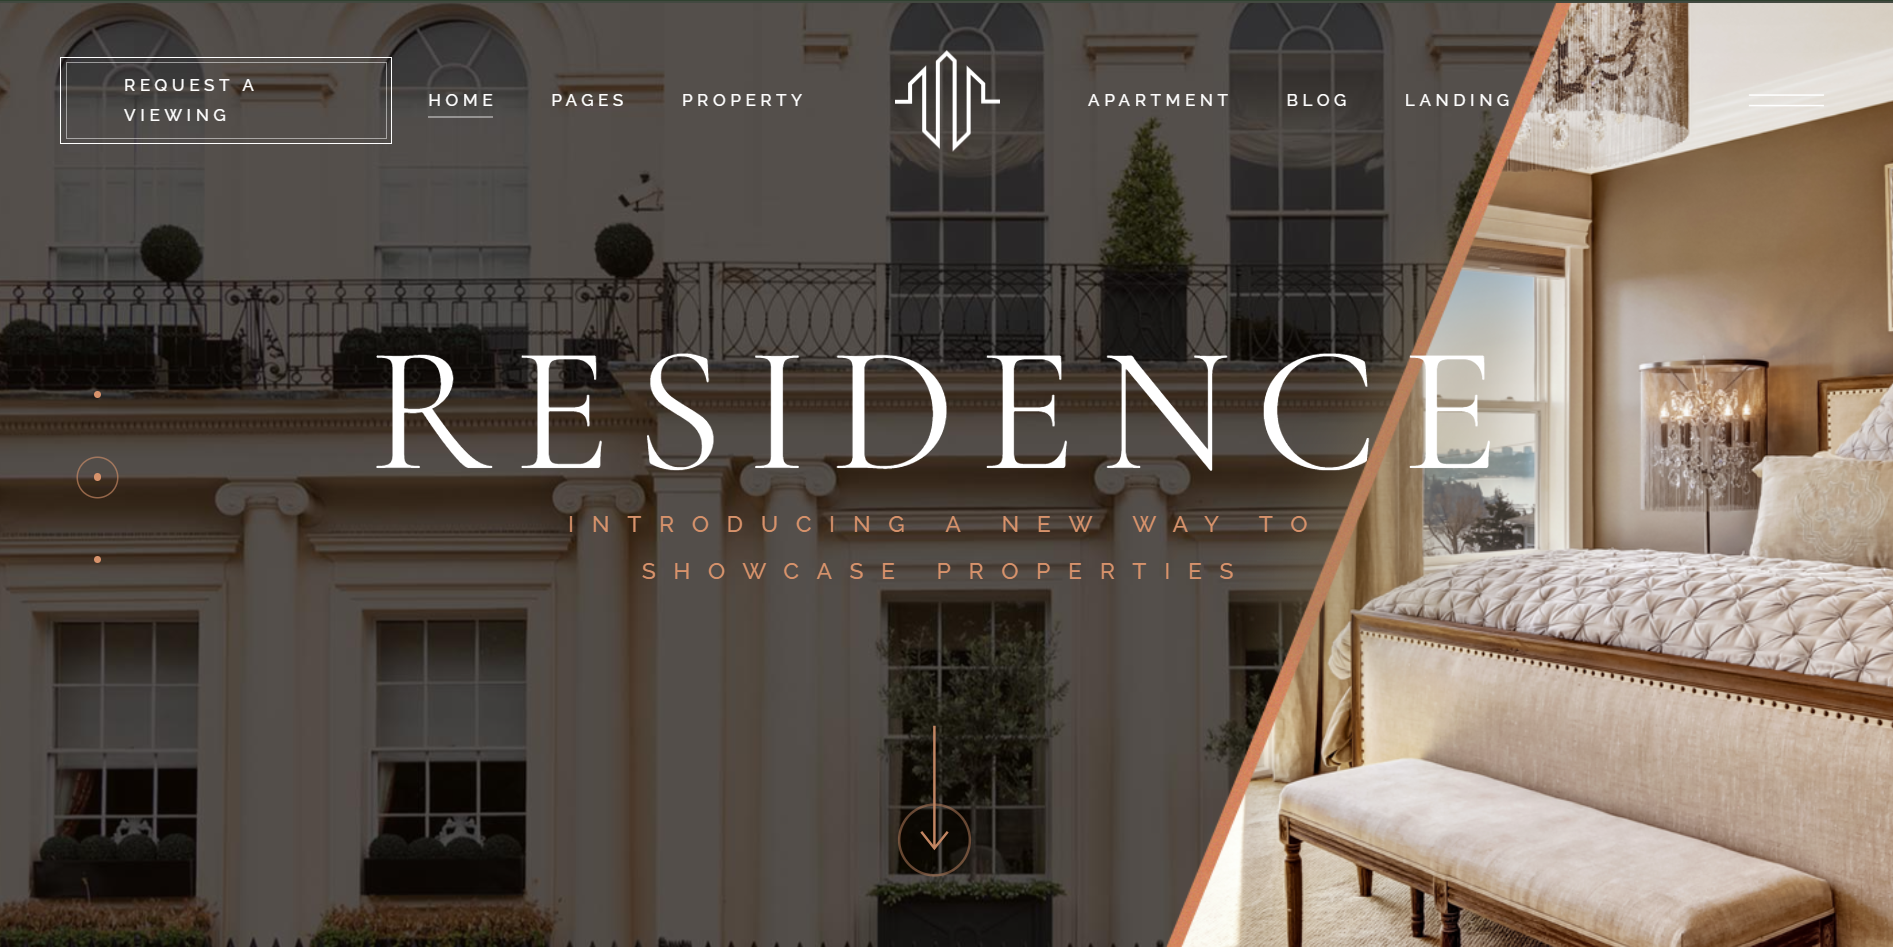 REQUEST A
VIEWING
HOME
PAGES
PROPERTY
APARTMENT
BLOG
LANDING
RESIDENCE
INTRODUCING A NEW WAY TO
SHOWCASE PROPERTIES